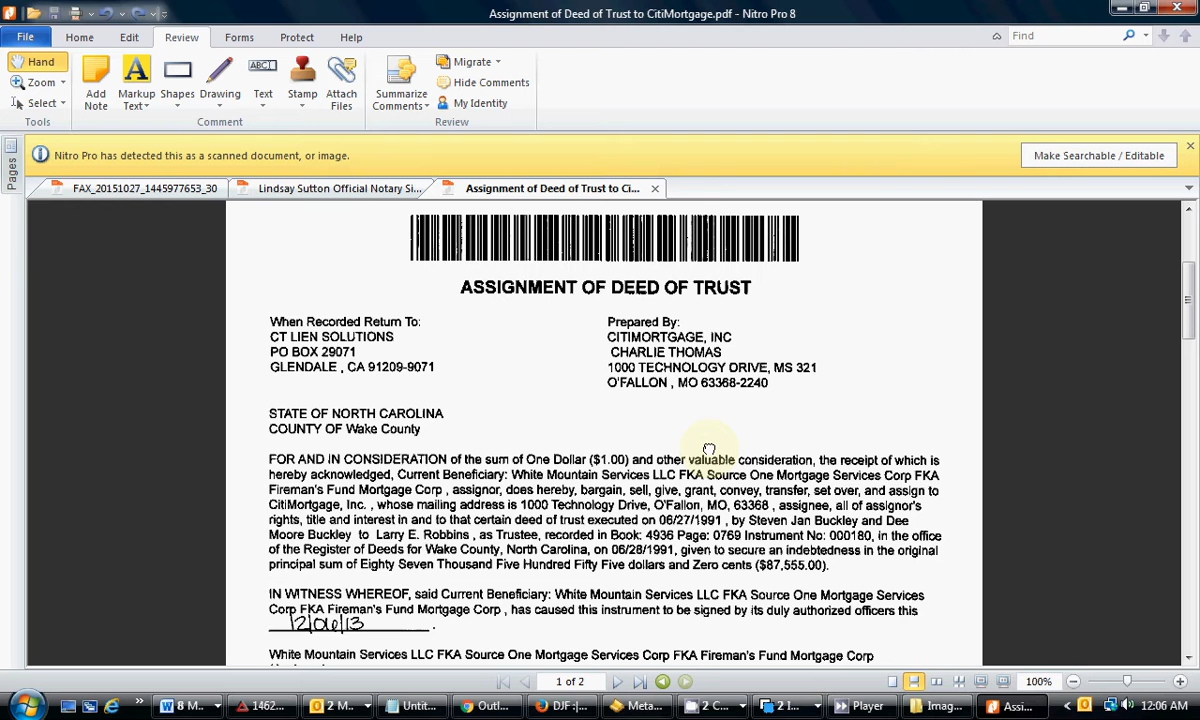 Assignment of Deed of Trust to CitiMortgage.pdf - Nitro Pro 8
File Home Edit Review Forms Protect Help Find
Hand
Zoom
Select
Tools
Add Note
Markup Text
Shapes
Drawing
Text
Stamp
Attach Files
Comment
Summarize Comments
Migrate
Hide Comments
My Identity
Review
Pages
Nitro Pro has detected this as a scanned document, or image.
Make Searchable / Editable
FAX_20151027_1445977653_30 Lindsay Sutton Official Notary Si... Assignment of Deed of Trust to Ci...
ASSIGNMENT OF DEED OF TRUST
When Recorded Return To:
CT LIEN SOLUTIONS
PO BOX 29071
GLENDALE , CA 91209-9071
Prepared By:
CITIMORTGAGE, INC
CHARLIE THOMAS
1000 TECHNOLOGY DRIVE, MS 321
O'FALLON , MO 63368-2240
STATE OF NORTH CAROLINA
COUNTY OF Wake County
FOR AND IN CONSIDERATION of the sum of One Dollar ($1.00) and other valuable consideration, the receipt of which is
hereby acknowledged, Current Beneficiary: White Mountain Services LLC FKA Source One Mortgage Services Corp FKA
Fireman's Fund Mortgage Corp , assignor, does hereby, bargain, sell, give, grant, convey, transfer, set over, and assign to
CitiMortgage, Inc. , whose mailing address is 1000 Technology Drive, O'Fallon, MO, 63368 , assignee, all of assignor's
rights, title and interest in and to that certain deed of trust executed on 06/27/1991 , by Steven Jan Buckley and Dee
Moore Buckley to Larry E. Robbins , as Trustee, recorded in Book: 4936 Page: 0769 Instrument No: 000180, in the office
of the Register of Deeds for Wake County, North Carolina, on 06/28/1991, given to secure an indebtedness in the original
principal sum of Eighty Seven Thousand Five Hundred Fifty Five dollars and Zero cents ($87,555.00).
IN WITNESS WHEREOF, said Current Beneficiary: White Mountain Services LLC FKA Source One Mortgage Services
Corp FKA Fireman's Fund Mortgage Corp , has caused this instrument to be signed by its duly authorized officers this
12/06/13 .
White Mountain Services LLC FKA Source One Mortgage Services Corp FKA Fireman's Fund Mortgage Corp
1 of 2
100%
8 M... 1462... 2 M... Untit... Outl... DJF :|... Meta... 2 C... 2 I... Player Imag... Assi... 12:06 AM